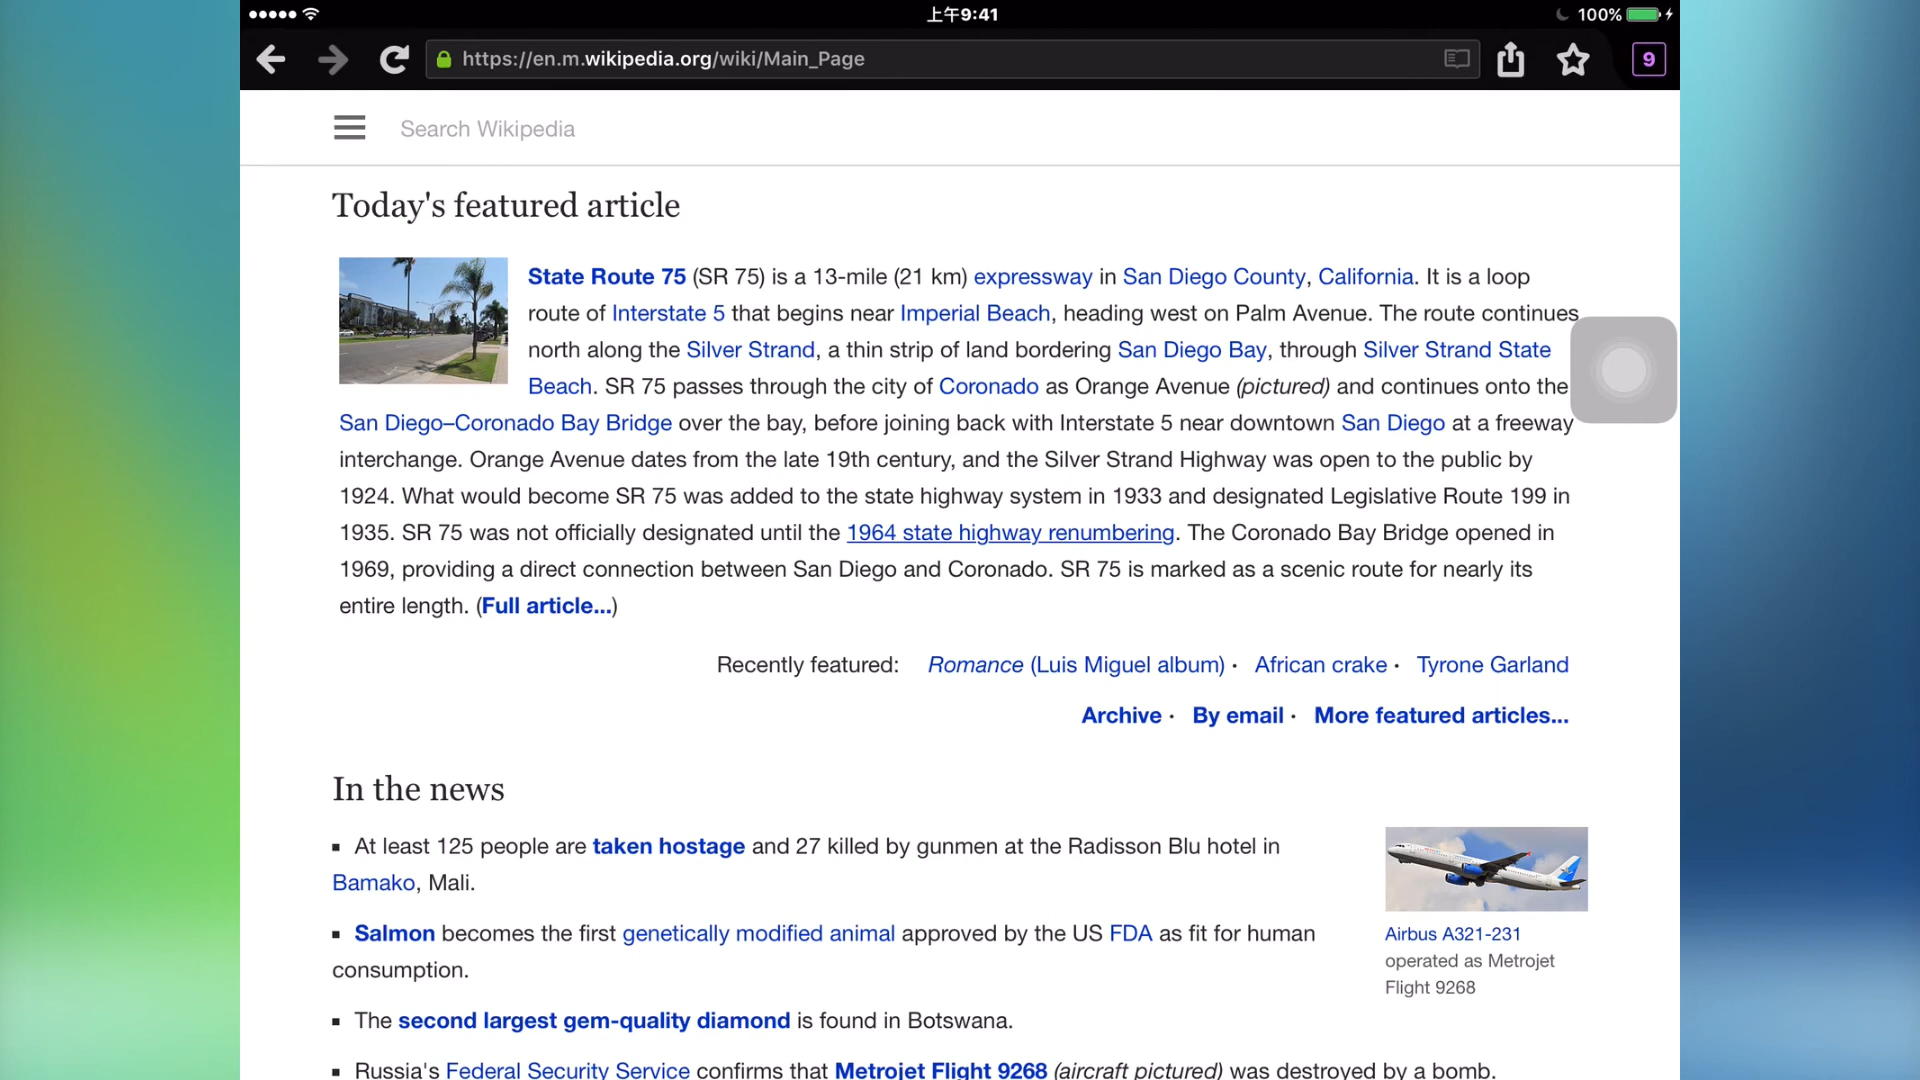 上午9:41
100%
https://en.m.wikipedia.org/wiki/Main_Page
9
Search Wikipedia
Today's featured article
State Route 75 (SR 75) is a 13-mile (21 km) expressway in San Diego County, California. It is a loop
route of Interstate 5 that begins near Imperial Beach, heading west on Palm Avenue. The route continues
north along the Silver Strand, a thin strip of land bordering San Diego Bay, through Silver Strand State
Beach. SR 75 passes through the city of Coronado as Orange Avenue (pictured) and continues onto the
San Diego–Coronado Bay Bridge over the bay, before joining back with Interstate 5 near downtown San Diego at a freeway
interchange. Orange Avenue dates from the late 19th century, and the Silver Strand Highway was open to the public by
1924. What would become SR 75 was added to the state highway system in 1933 and designated Legislative Route 199 in
1935. SR 75 was not officially designated until the 1964 state highway renumbering. The Coronado Bay Bridge opened in
1969, providing a direct connection between San Diego and Coronado. SR 75 is marked as a scenic route for nearly its
entire length. (Full article...)
Recently featured: Romance (Luis Miguel album) · African crake · Tyrone Garland
Archive · By email · More featured articles...
In the news
▪ At least 125 people are taken hostage and 27 killed by gunmen at the Radisson Blu hotel in
Bamako, Mali.
▪ Salmon becomes the first genetically modified animal approved by the US FDA as fit for human
consumption.
▪ The second largest gem-quality diamond is found in Botswana.
▪ Russia's Federal Security Service confirms that Metrojet Flight 9268 (aircraft pictured) was destroyed by a bomb.
Airbus A321-231
operated as Metrojet
Flight 9268